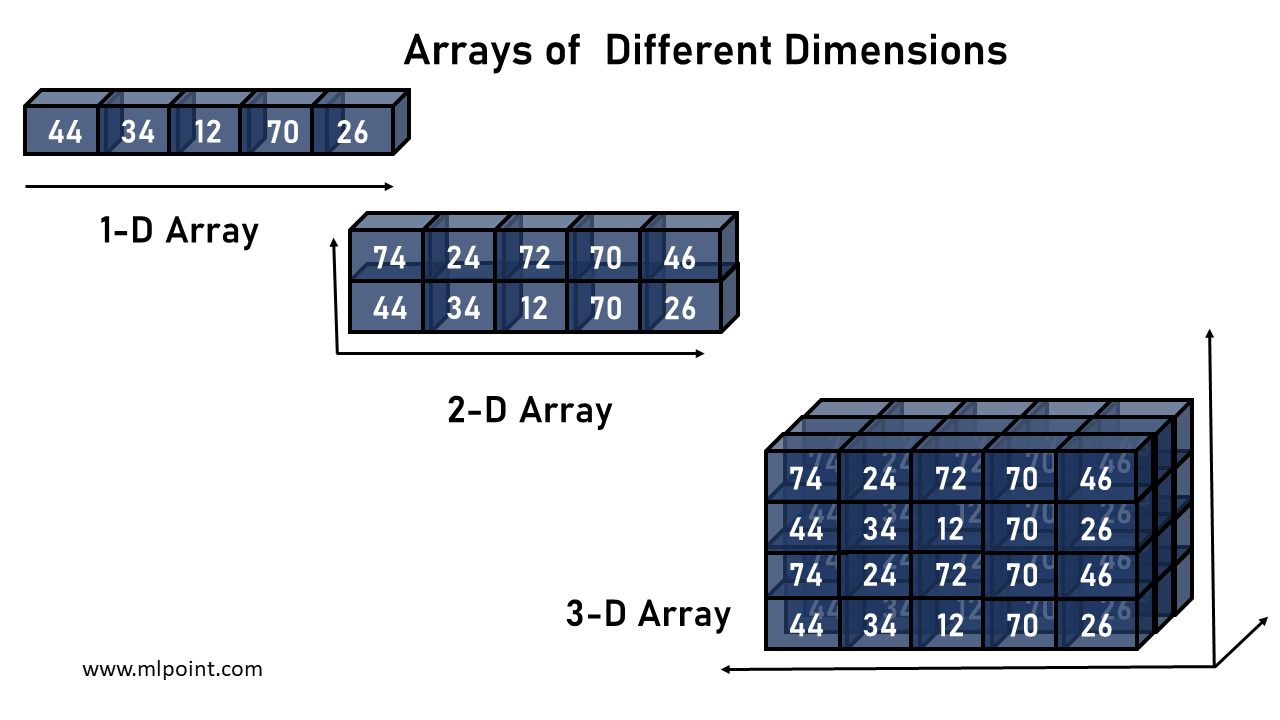 Arrays of Different Dimensions
44 34 12 70 26
1-D Array
74 24 72 70 46
44 34 12 70 26
2-D Array
74 24 72 70 46
44 34 12 70 26
74 24 72 70 46
44 34 12 70 26
3-D Array
www.mlpoint.com